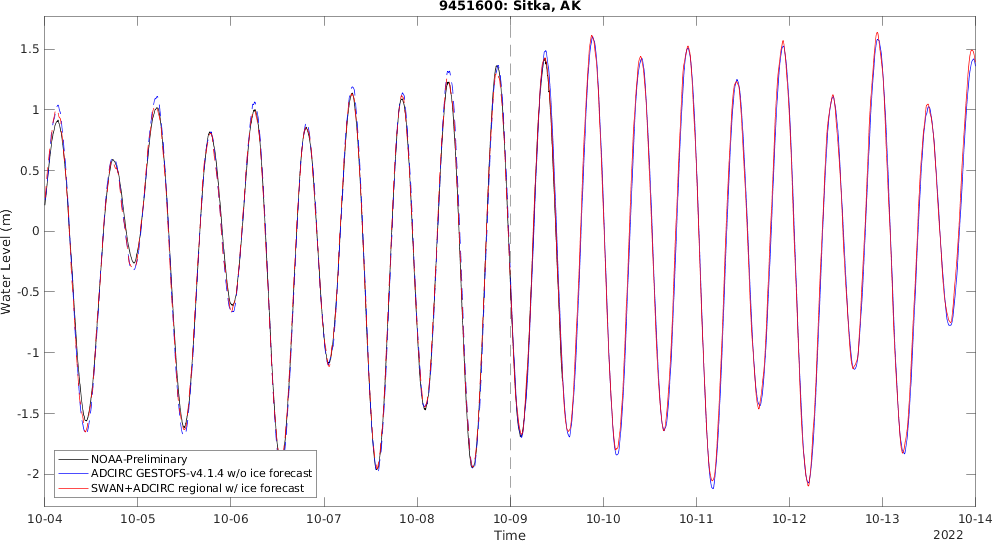 9451600: Sitka, AK
Water Level (m)
1.5
1
0.5
0
-0.5
-1
-1.5
-2
NOAA-Preliminary
ADCIRC GESTOFS-v4.1.4 w/o ice forecast
SWAN+ADCIRC regional w/ ice forecast
10-04 10-05 10-06 10-07 10-08 10-09 10-10 10-11 10-12 10-13 10-14
Time
2022